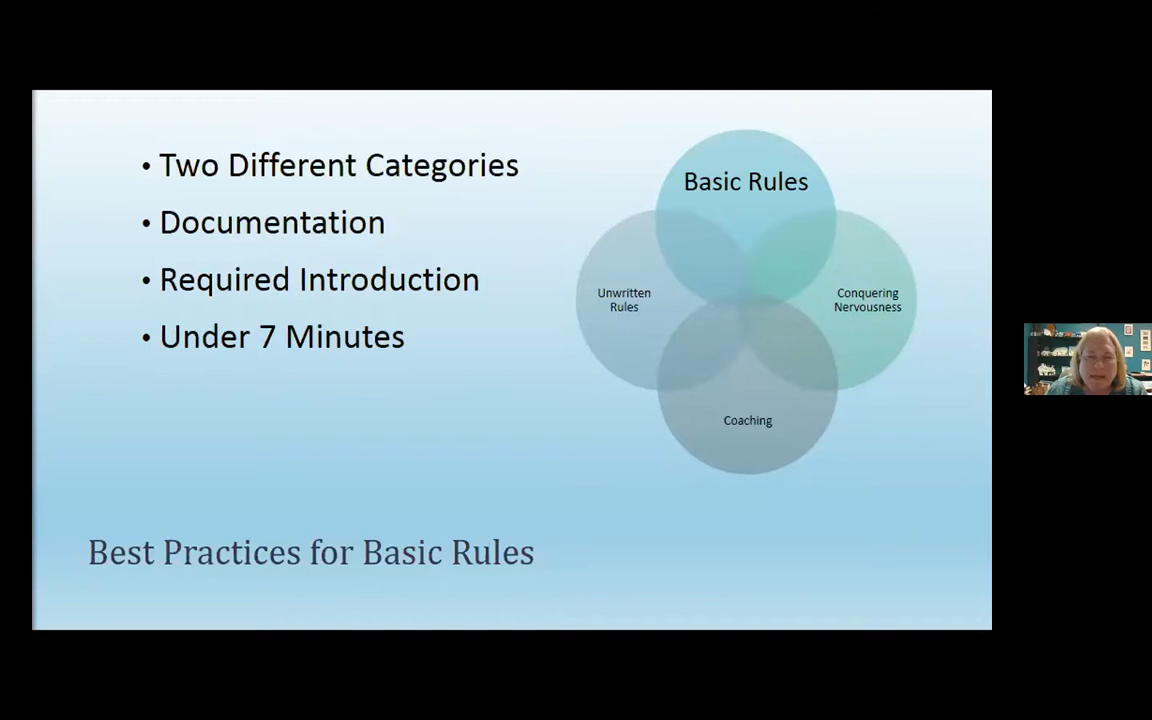 • Two Different Categories
• Documentation
• Required Introduction
• Under 7 Minutes
Basic Rules
Unwritten
Rules
Conquering
Nervousness
Coaching
Best Practices for Basic Rules